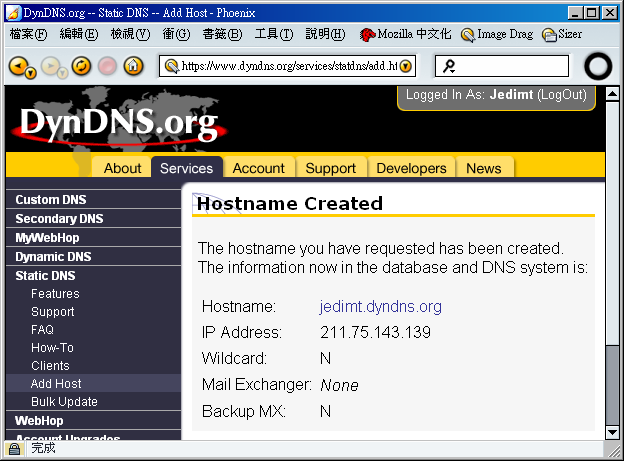 DynDNS.org -- Static DNS -- Add Host - Phoenix
檔案(F) 編輯(E) 檢視(V) 衝(G) 書籤(B) 工具(T) 說明(H) Mozilla 中文化 Image Drag Sizer
https://www.dyndns.org/services/statdns/add.ht
Logged In As: Jedimt (LogOut)
DynDNS.org
About Services Account Support Developers News
Custom DNS
Secondary DNS
MyWebHop
Dynamic DNS
Static DNS
Features
Support
FAQ
How-To
Clients
Add Host
Bulk Update
WebHop
Account Upgrades
Hostname Created
The hostname you have requested has been created.
The information now in the database and DNS system is:
Hostname: jedimt.dyndns.org
IP Address: 211.75.143.139
Wildcard: N
Mail Exchanger: None
Backup MX: N
完成